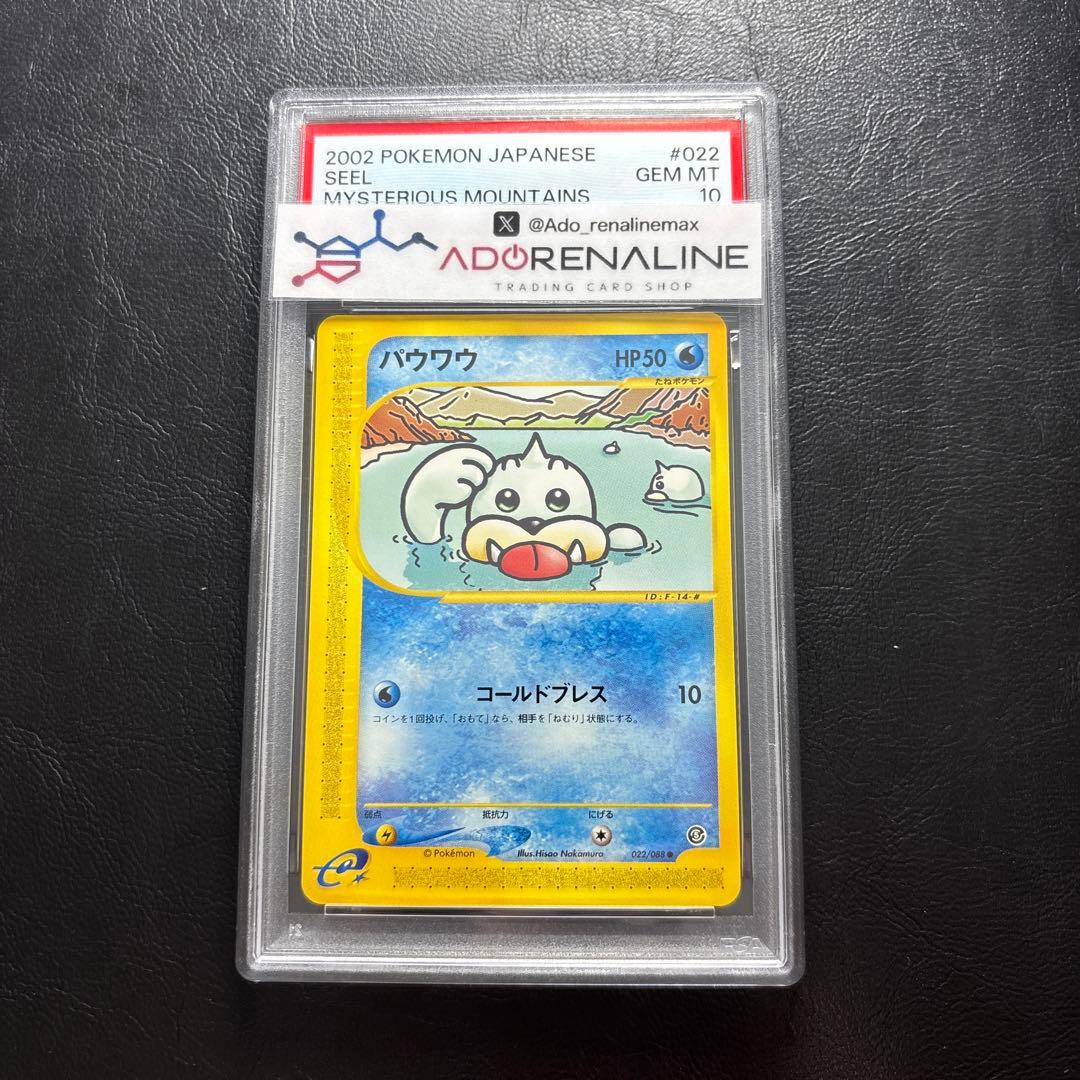 2002 POKEMON JAPANESE #022
SEEL GEM MT
MYSTERIOUS MOUNTAINS 10
X @Ado_renalinemax
ADORENALINE
TRADING CARD SHOP
パウワウ HP50
たねポケモン
ID:F-14-#
コールドブレス 10
コインを1回投げ、「おもて」なら、相手を「ねむり」状態にする。
弱点 抵抗力 にげる
©Pokémon Illus.Hisao Nakamura 022/088 ●
e